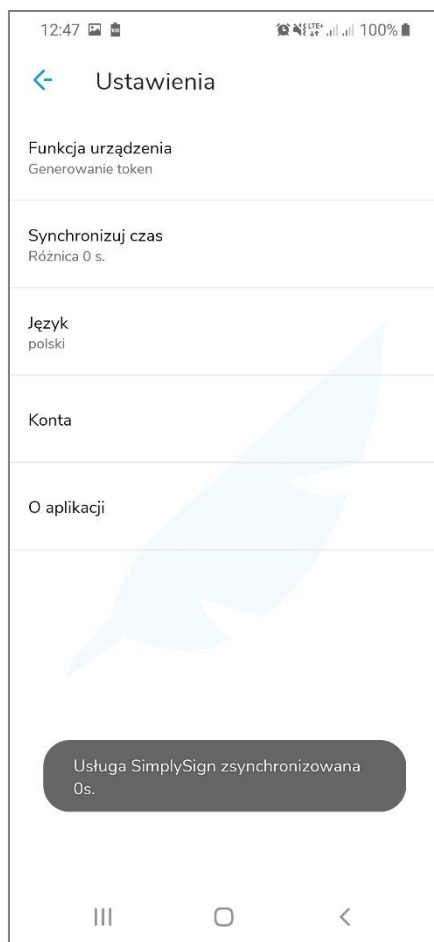 12:47 LTE+ 100%
Ustawienia
Funkcja urządzenia
Generowanie token
Synchronizuj czas
Różnica 0 s.
Język
polski
Konta
O aplikacji
Usługa SimplySign zsynchronizowana
0s.